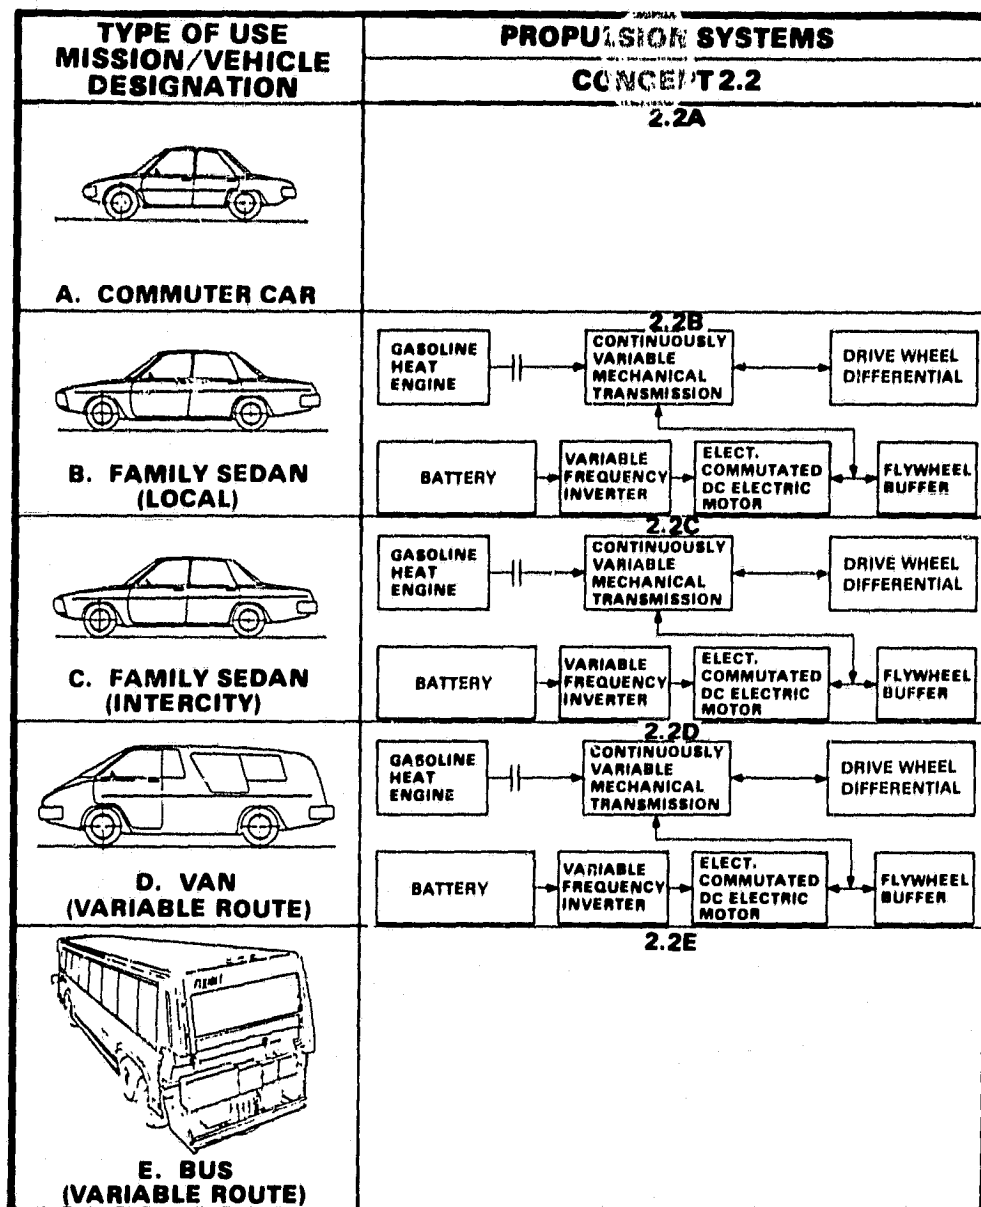 TYPE OF USE
MISSION/VEHICLE
DESIGNATION
PROPULSION SYSTEMS
CONCEPT 2.2
2.2A
A. COMMUTER CAR
2.2B
GASOLINE
HEAT
ENGINE
CONTINUOUSLY
VARIABLE
MECHANICAL
TRANSMISSION
DRIVE WHEEL
DIFFERENTIAL
BATTERY
VARIABLE
FREQUENCY
INVERTER
ELECT.
COMMUTATED
DC ELECTRIC
MOTOR
FLYWHEEL
BUFFER
B. FAMILY SEDAN
(LOCAL)
2.2C
GASOLINE
HEAT
ENGINE
CONTINUOUSLY
VARIABLE
MECHANICAL
TRANSMISSION
DRIVE WHEEL
DIFFERENTIAL
BATTERY
VARIABLE
FREQUENCY
INVERTER
ELECT.
COMMUTATED
DC ELECTRIC
MOTOR
FLYWHEEL
BUFFER
C. FAMILY SEDAN
(INTERCITY)
2.2D
GASOLINE
HEAT
ENGINE
CONTINUOUSLY
VARIABLE
MECHANICAL
TRANSMISSION
DRIVE WHEEL
DIFFERENTIAL
BATTERY
VARIABLE
FREQUENCY
INVERTER
ELECT.
COMMUTATED
DC ELECTRIC
MOTOR
FLYWHEEL
BUFFER
D. VAN
(VARIABLE ROUTE)
2.2E
E. BUS
(VARIABLE ROUTE)